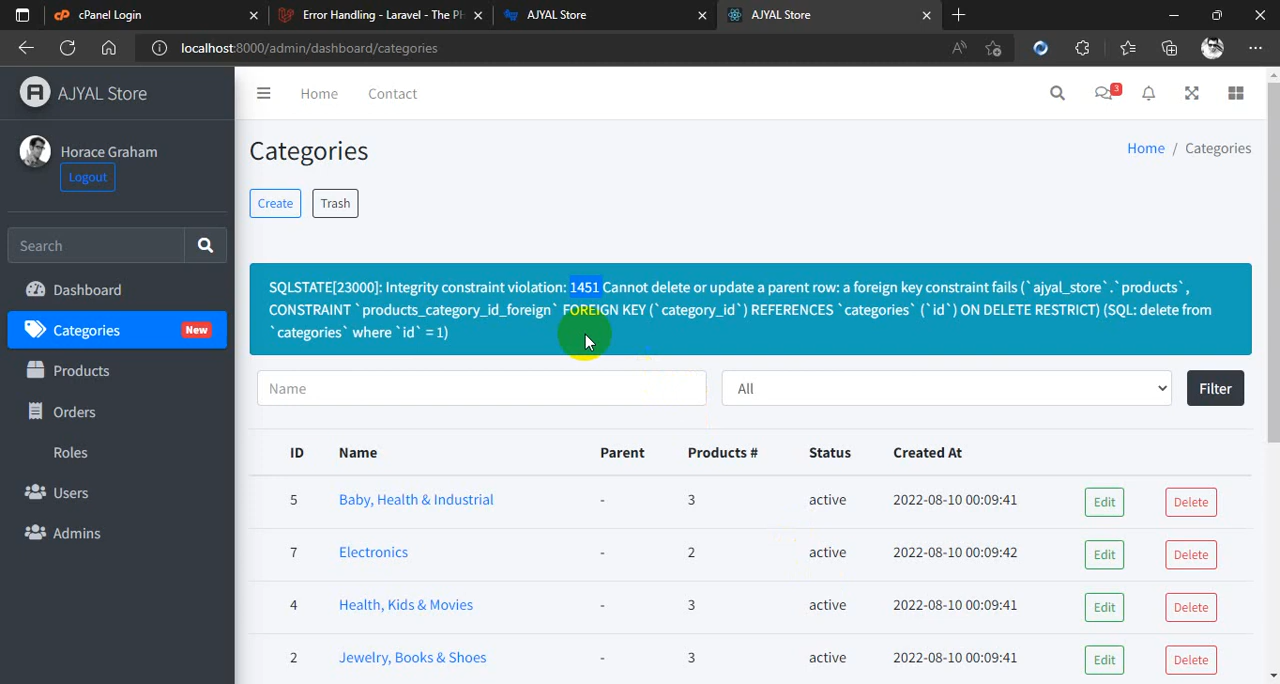 cPanel Login
Error Handling - Laravel - The PH
AJYAL Store
AJYAL Store
localhost:8000/admin/dashboard/categories
AJYAL Store
Home
Contact
3
Horace Graham
Logout
Categories
Home / Categories
Create
Trash
Search
Dashboard
Categories
New
Products
Orders
Roles
Users
Admins
SQLSTATE[23000]: Integrity constraint violation: 1451 Cannot delete or update a parent row: a foreign key constraint fails (`ajyal_store`.`products`,
CONSTRAINT `products_category_id_foreign` FOREIGN KEY (`category_id`) REFERENCES `categories` (`id`) ON DELETE RESTRICT) (SQL: delete from
`categories` where `id` = 1)
Name
All
Filter
ID Name Parent Products # Status Created At
5 Baby, Health & Industrial - 3 active 2022-08-10 00:09:41 Edit Delete
7 Electronics - 2 active 2022-08-10 00:09:42 Edit Delete
4 Health, Kids & Movies - 3 active 2022-08-10 00:09:41 Edit Delete
2 Jewelry, Books & Shoes - 3 active 2022-08-10 00:09:41 Edit Delete